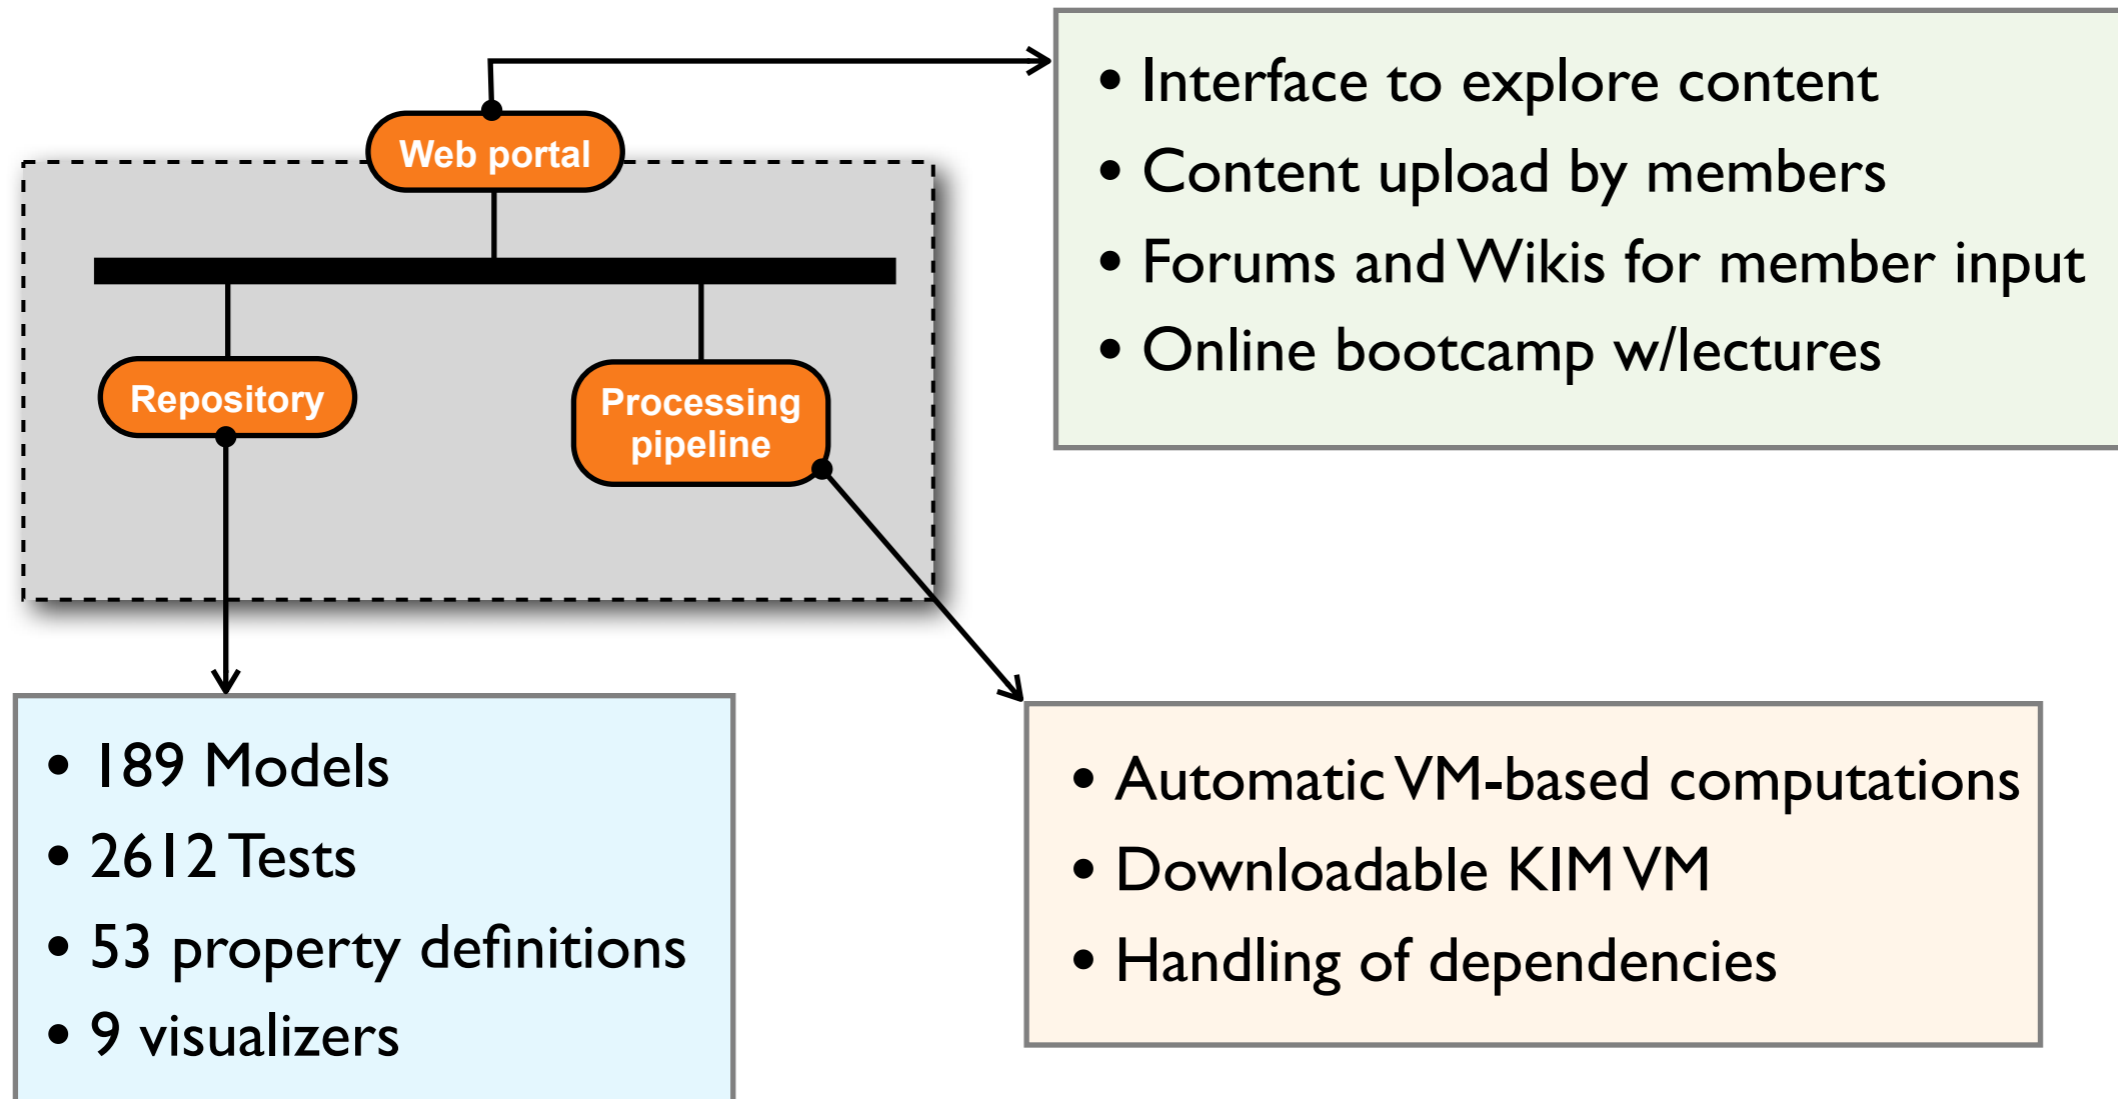 Web portal
Repository
Processing
pipeline
• Interface to explore content
• Content upload by members
• Forums and Wikis for member input
• Online bootcamp w/lectures
• 189 Models
• 2612 Tests
• 53 property definitions
• 9 visualizers
• Automatic VM-based computations
• Downloadable KIM VM
• Handling of dependencies